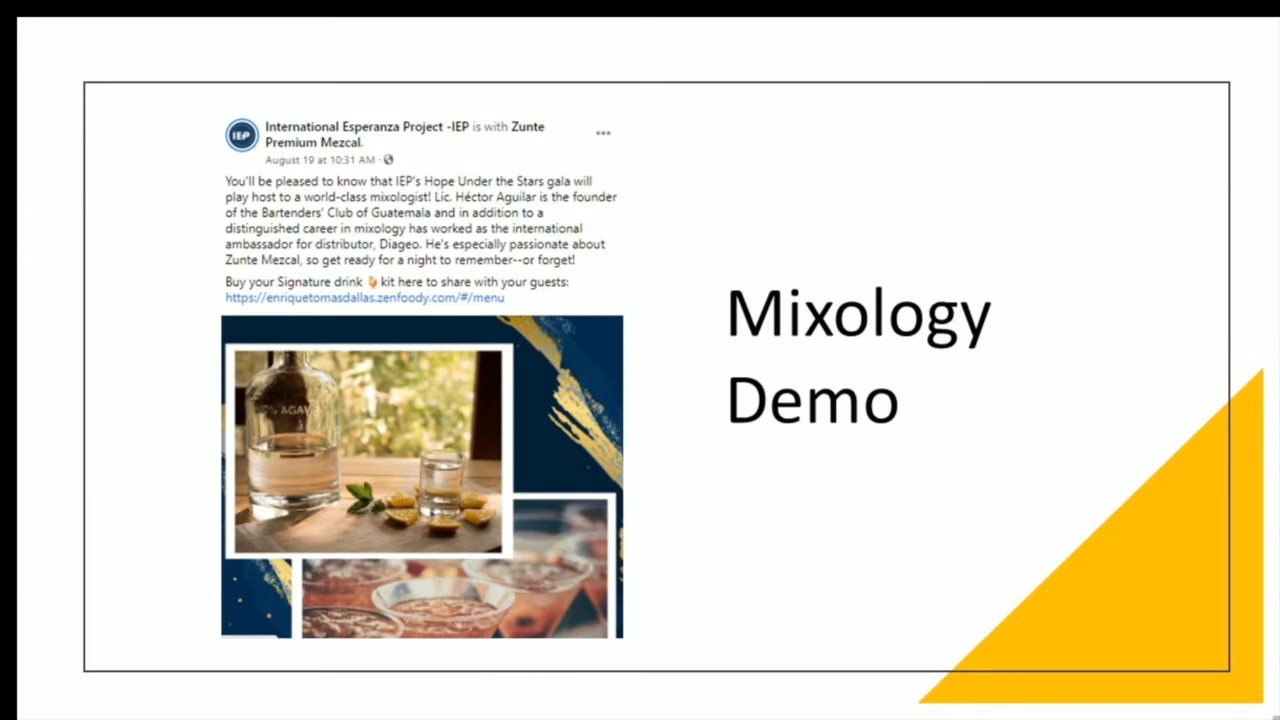 IEP
International Esperanza Project -IEP is with Zunte
Premium Mezcal.
August 19 at 10:31 AM ·
You'll be pleased to know that IEP's Hope Under the Stars gala will
play host to a world-class mixologist! Lic. Héctor Aguilar is the founder
of the Bartenders' Club of Guatemala and in addition to a
distinguished career in mixology has worked as the international
ambassador for distributor, Diageo. He's especially passionate about
Zunte Mezcal, so get ready for a night to remember--or forget!
Buy your Signature drink 🍹 kit here to share with your guests:
https://enriquetomasdallas.zenfoody.com/#/menu
AGAVE
Mixology
Demo